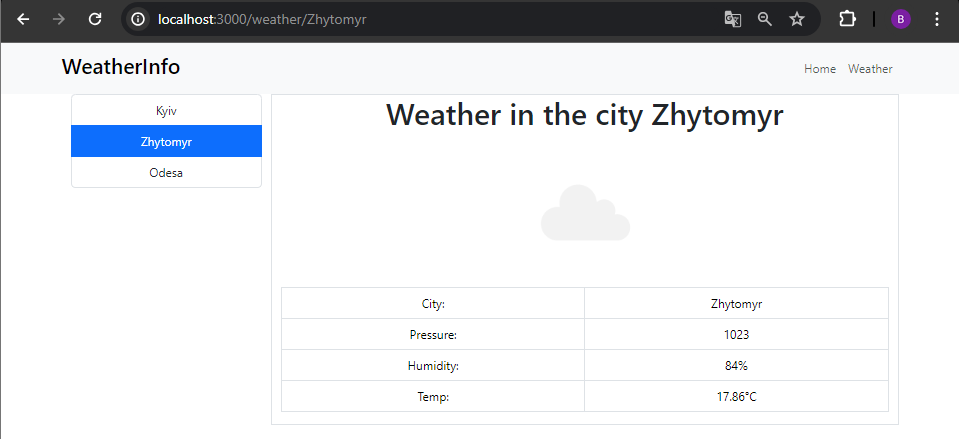 localhost:3000/weather/Zhytomyr
B
WeatherInfo
Home Weather
Kyiv
Zhytomyr
Odesa
Weather in the city Zhytomyr
City: Zhytomyr
Pressure: 1023
Humidity: 84%
Temp: 17.86°C